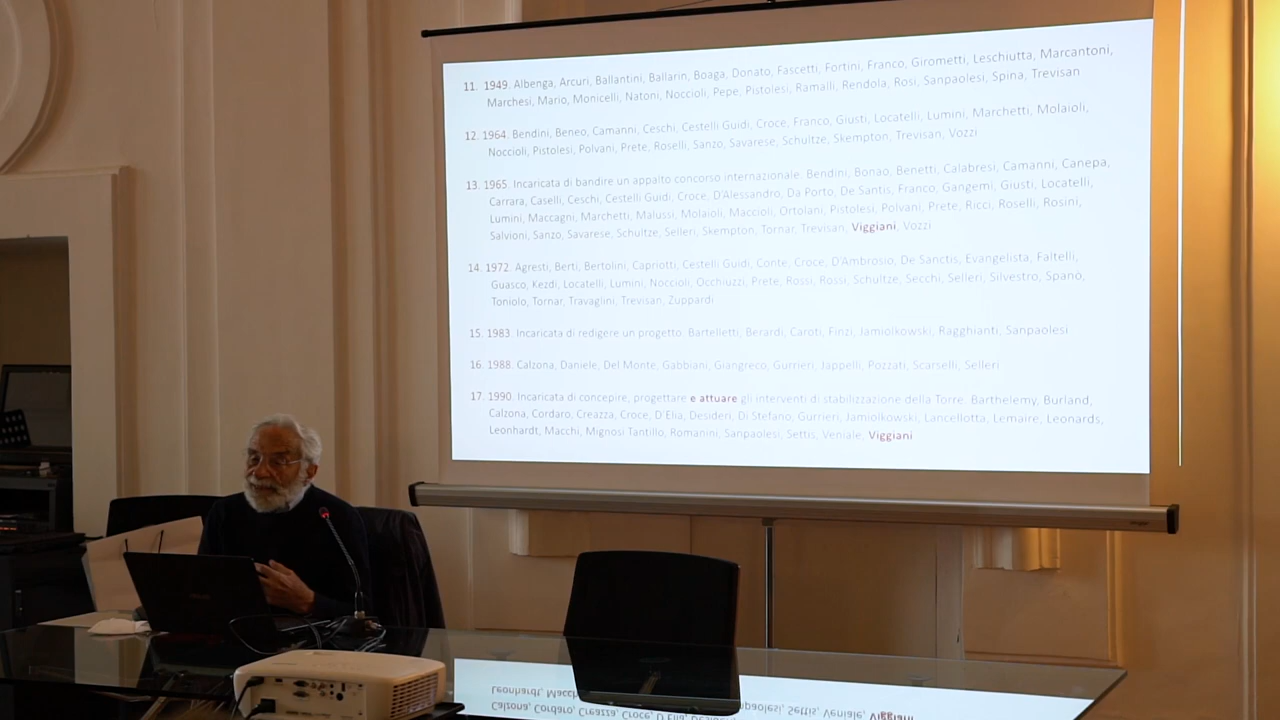 11. 1949. Albenga, Arcuri, Ballantini, Ballarin, Boaga, Donato, Fascetti, Fortini, Franco, Girometti, Leschiutta, Marcantoni,
Marchesi, Mario, Monicelli, Natoni, Noccioli, Pepe, Pistolesi, Ramalli, Rendola, Rosi, Sanpaolesi, Spina, Trevisan
12. 1964. Bendini, Beneo, Camanni, Ceschi, Cestelli Guidi, Croce, Franco, Giusti, Locatelli, Lumini, Marchetti, Molaioli,
Noccioli, Pistolesi, Polvani, Prete, Roselli, Sanzo, Savarese, Schultze, Skempton, Trevisan, Vozzi
13. 1965. Incaricata di bandire un appalto concorso internazionale. Bendini, Bonao, Benetti, Calabresi, Camanni, Canepa,
Carrara, Caselli, Ceschi, Cestelli Guidi, Croce, D'Alessandro, Da Porto, De Santis, Franco, Gangemi, Giusti, Locatelli,
Lumini, Maccagni, Marchetti, Malussi, Molaioli, Maccioli, Ortolani, Pistolesi, Polvani, Prete, Ricci, Roselli, Rosini,
Salvioni, Sanzo, Savarese, Schultze, Selleri, Skempton, Tornar, Trevisan, Viggiani, Vozzi
14. 1972. Agresti, Berti, Bertolini, Capriotti, Cestelli Guidi, Conte, Croce, D'Ambrosio, De Sanctis, Evangelista, Faltelli,
Guasco, Kezdi, Locatelli, Lumini, Noccioli, Occhiuzzi, Prete, Rossi, Rossi, Schultze, Secchi, Selleri, Silvestro, Spanò,
Toniolo, Tornar, Travaglini, Trevisan, Zuppardi
15. 1983. Incaricata di redigere un progetto. Bartelletti, Berardi, Caroti, Finzi, Jamiolkowski, Ragghianti, Sanpaolesi
16. 1988. Calzona, Daniele, Del Monte, Gabbiani, Giangreco, Gurrieri, Jappelli, Pozzati, Scarselli, Selleri
17. 1990. Incaricata di concepire, progettare e attuare gli interventi di stabilizzazione della Torre. Barthelemy, Burland,
Calzona, Cordaro, Creazza, Croce, D'Elia, Desideri, Di Stefano, Gurrieri, Jamiolkowski, Lancellotta, Lemaire, Leonards,
Leonhardt, Macchi, Mignosi Tantillo, Romanini, Sanpaolesi, Settis, Veniale, Viggiani